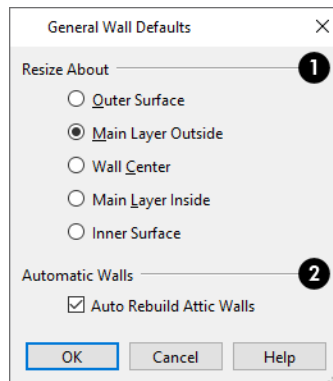 General Wall Defaults
Resize About 1
Outer Surface
Main Layer Outside
Wall Center
Main Layer Inside
Inner Surface
Automatic Walls 2
Auto Rebuild Attic Walls
OK Cancel Help